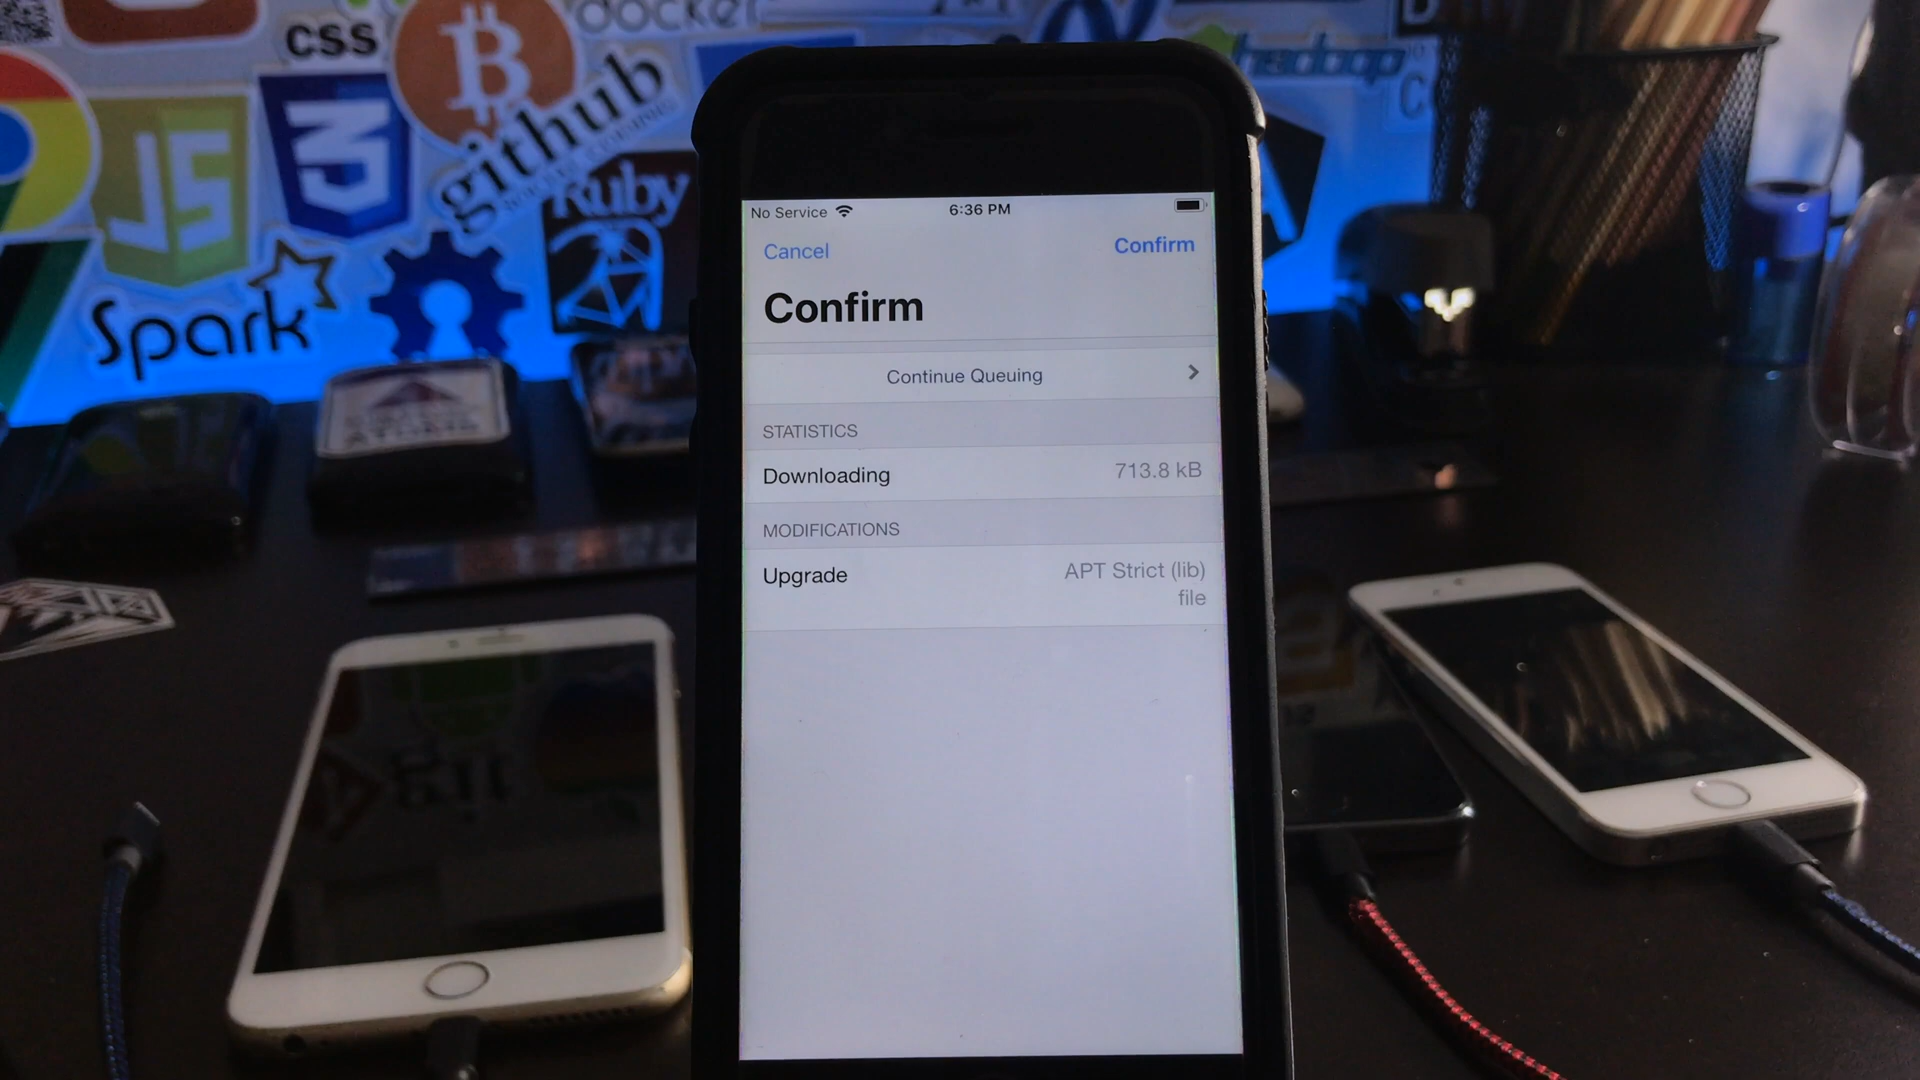 css
docker
github
hadoop
JS
3
Ruby
Spark
No Service
6:36 PM
Cancel
Confirm
Confirm
Continue Queuing
STATISTICS
Downloading
713.8 kB
MODIFICATIONS
Upgrade
APT Strict (lib)
file
git